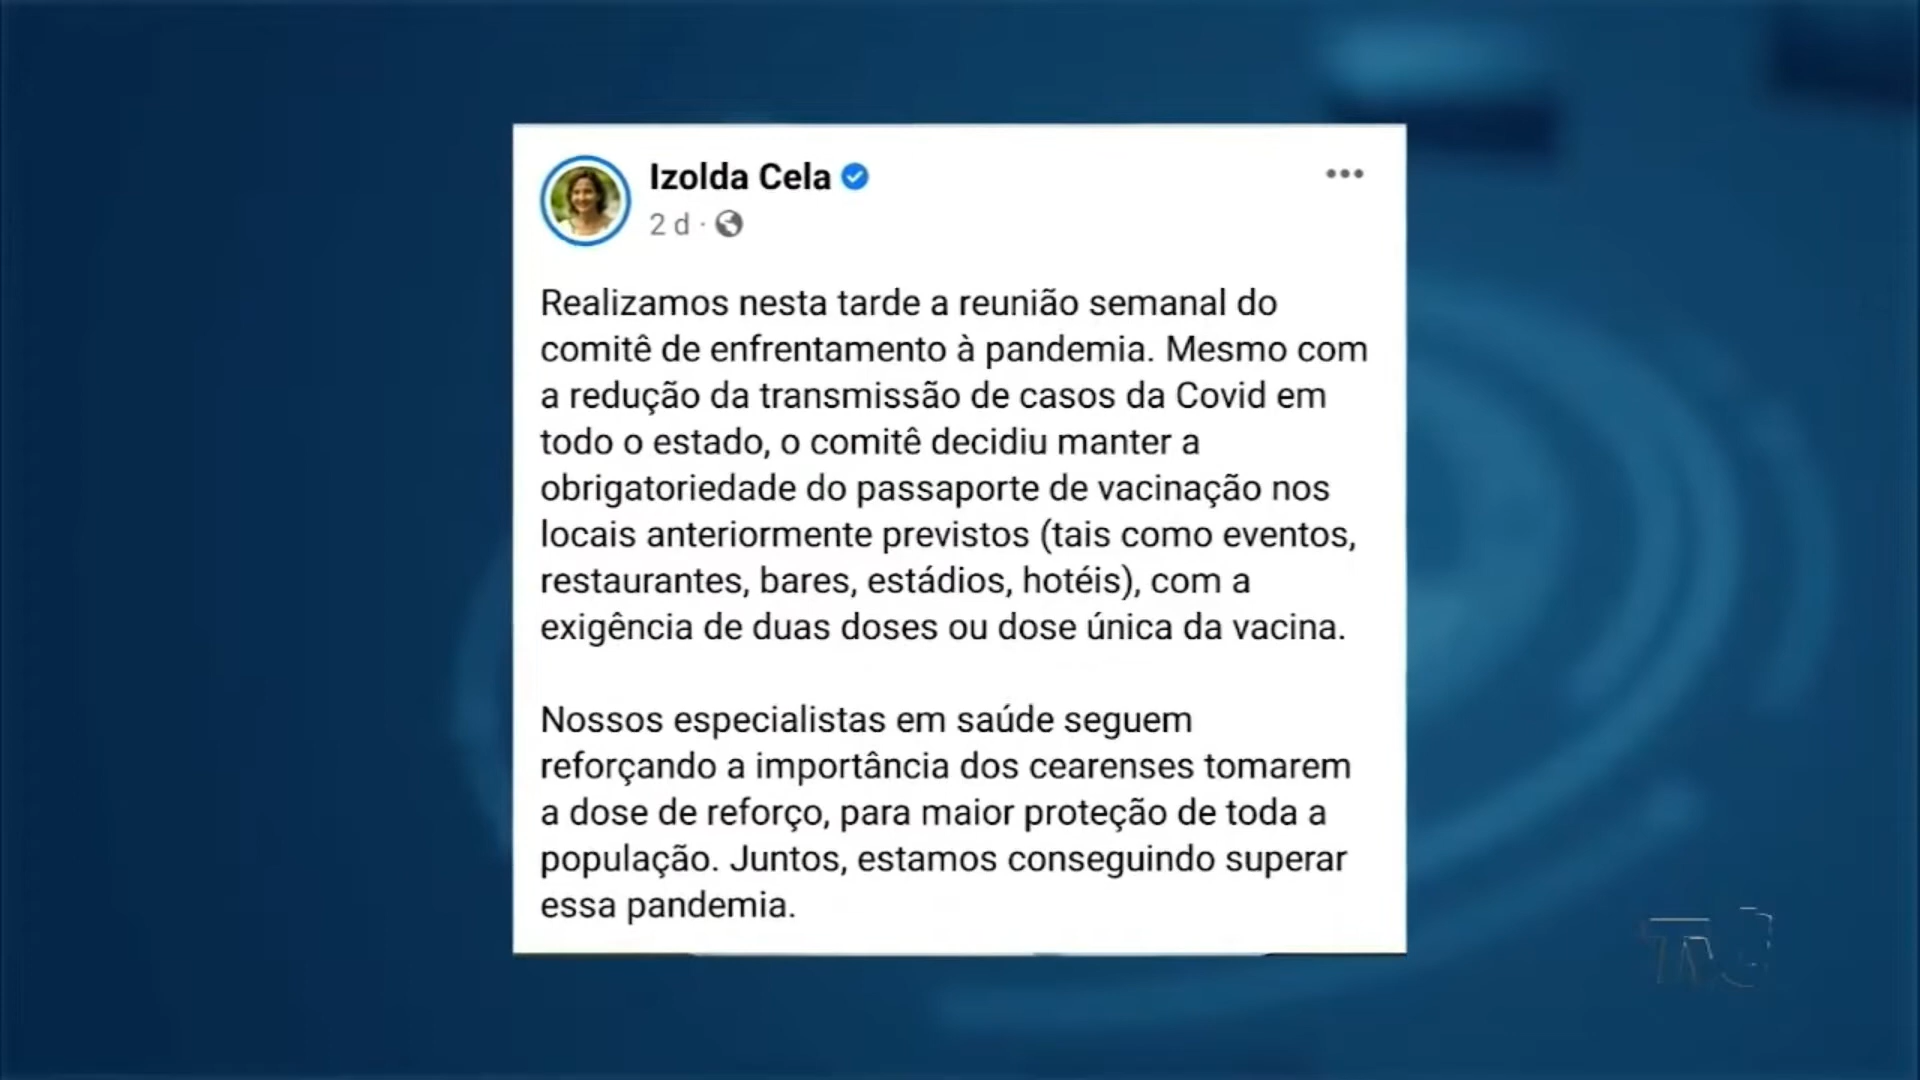 Izolda Cela
2 d ·
Realizamos nesta tarde a reunião semanal do
comitê de enfrentamento à pandemia. Mesmo com
a redução da transmissão de casos da Covid em
todo o estado, o comitê decidiu manter a
obrigatoriedade do passaporte de vacinação nos
locais anteriormente previstos (tais como eventos,
restaurantes, bares, estádios, hotéis), com a
exigência de duas doses ou dose única da vacina.
Nossos especialistas em saúde seguem
reforçando a importância dos cearenses tomarem
a dose de reforço, para maior proteção de toda a
população. Juntos, estamos conseguindo superar
essa pandemia.